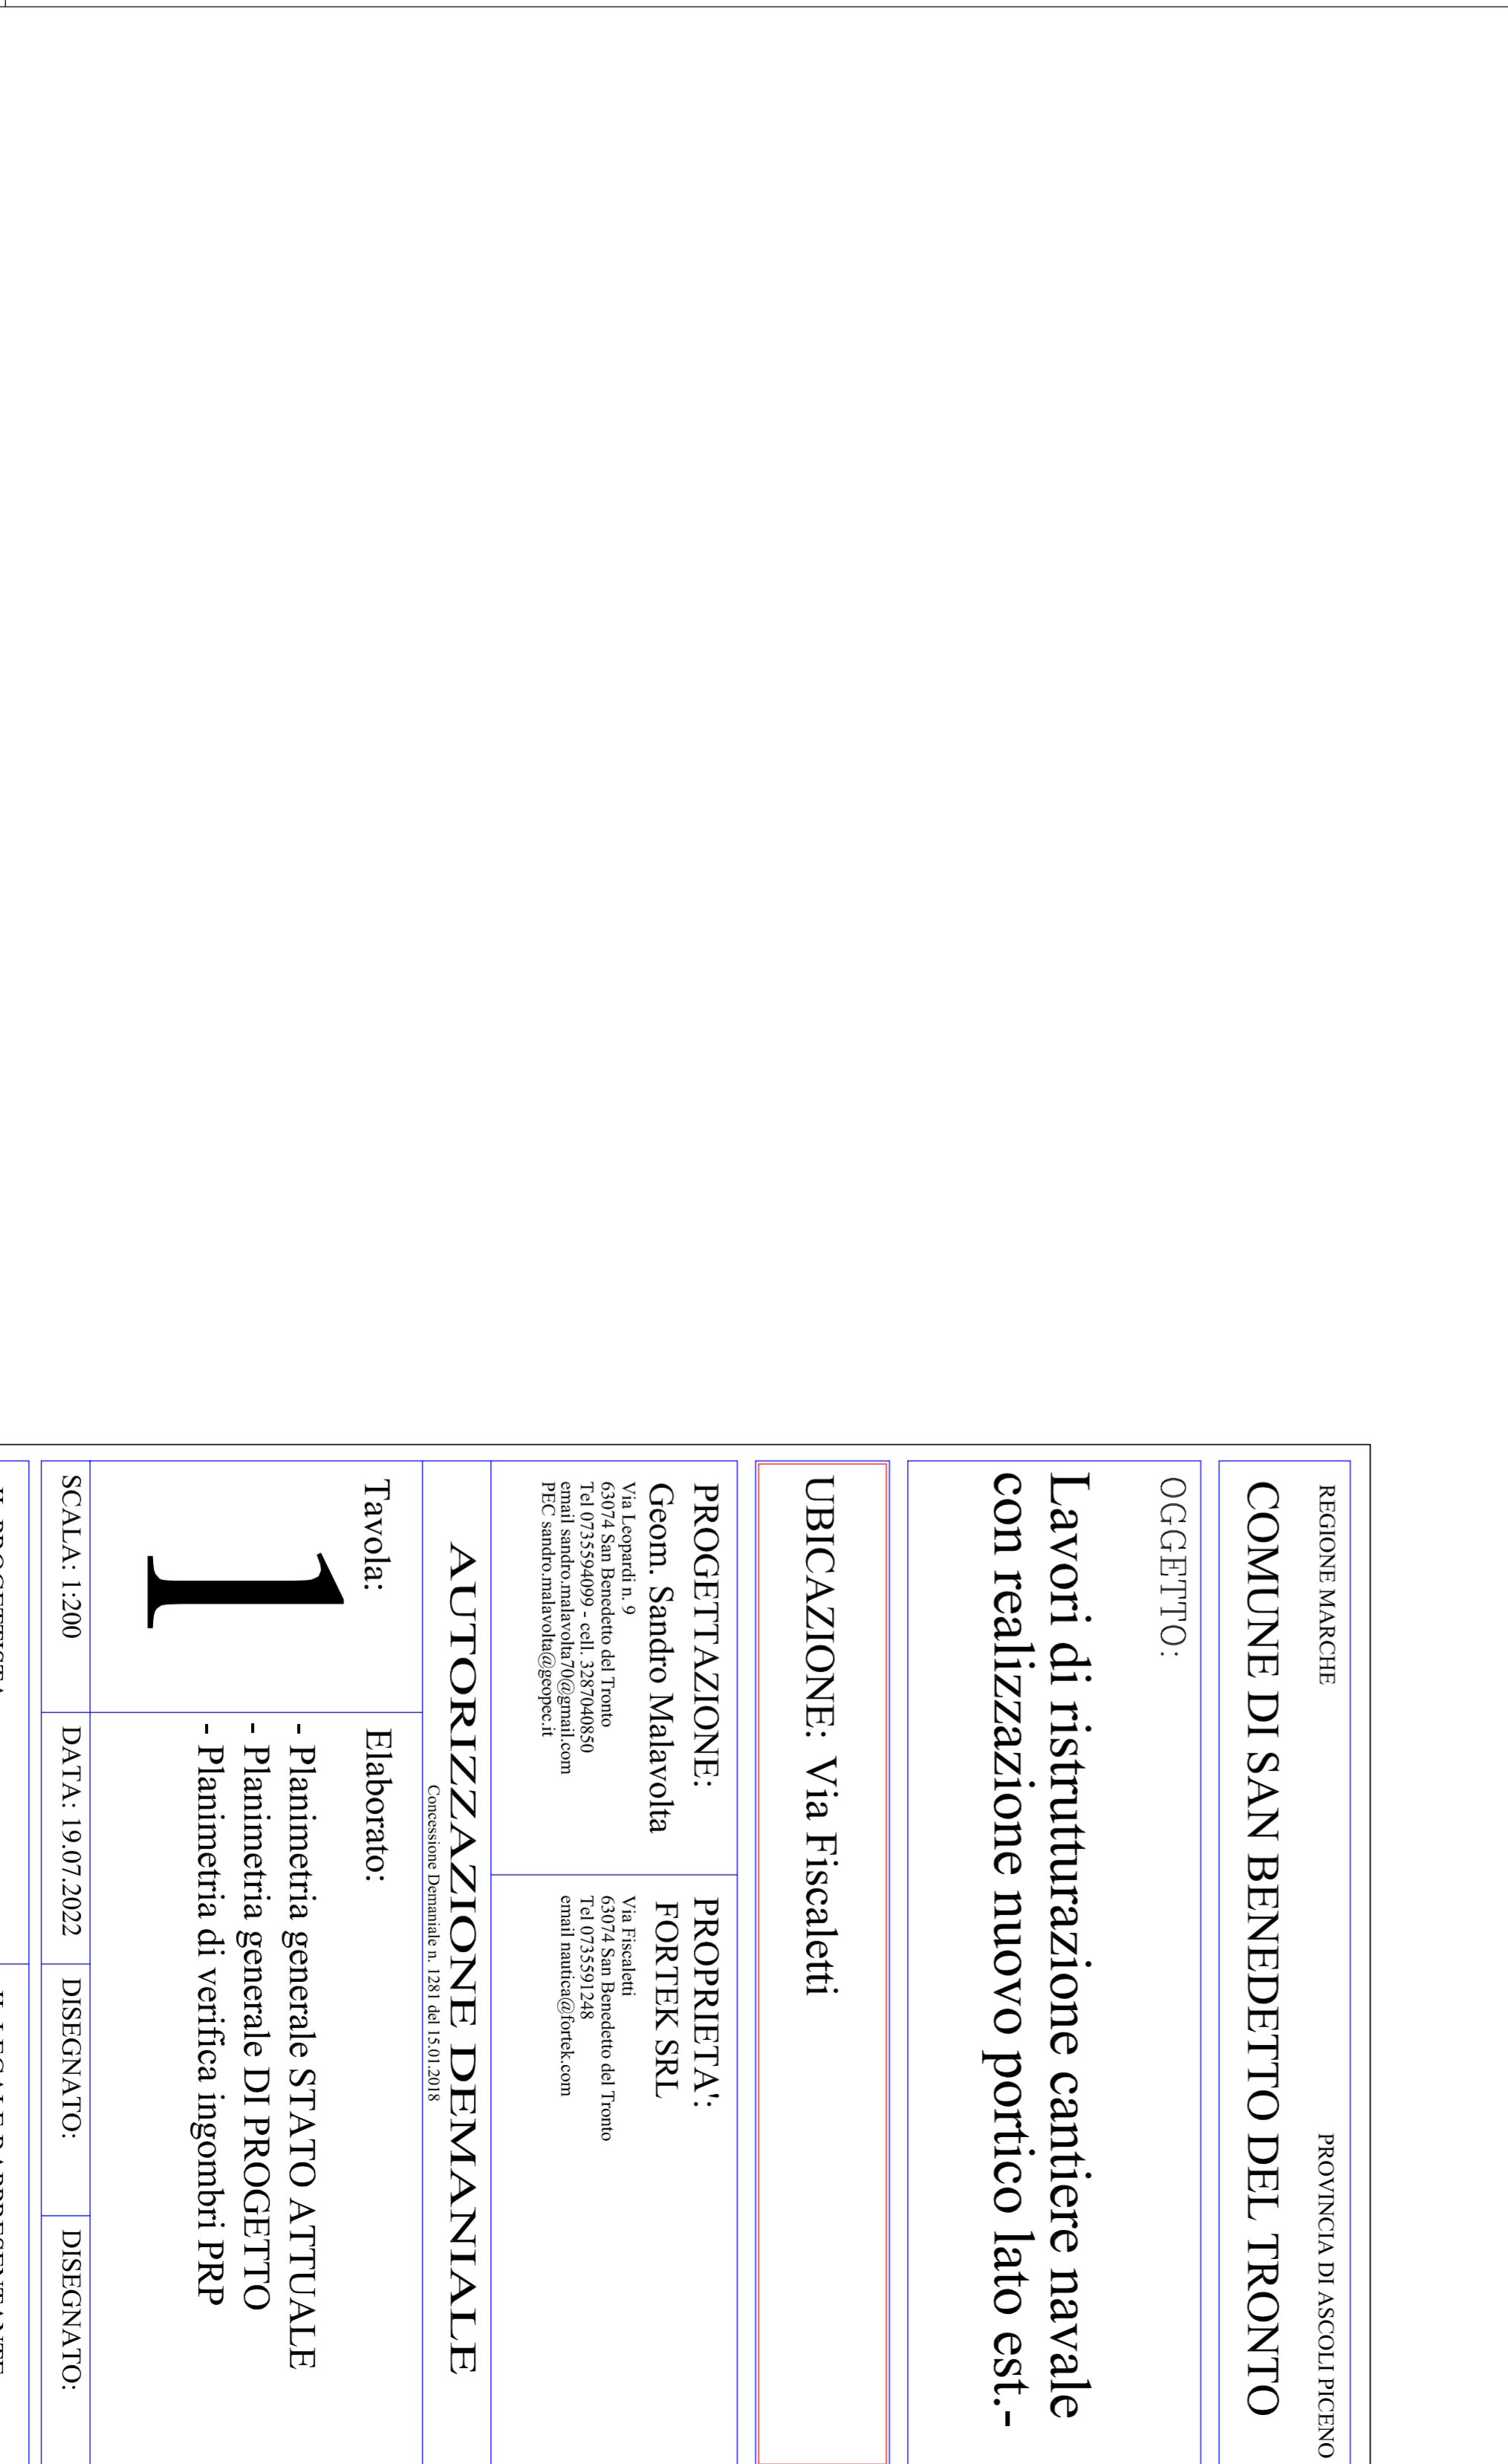 REGIONE MARCHE
PROVINCIA DI ASCOLI PICENO
COMUNE DI SAN BENEDETTO DEL TRONTO
OGGETTO:
Lavori di ristrutturazione cantiere navale
con realizzazione nuovo portico lato est.-
UBICAZIONE: Via Fiscaletti
PROGETTAZIONE:
Geom. Sandro Malavolta
Via Leopardi n. 9
63074 San Benedetto del Tronto
Tel 0735594099 - cell. 3287040850
email sandro.malavolta70@gmail.com
PEC sandro.malavolta@geopec.it
PROPRIETA':
FORTEK SRL
Via Fiscaletti
63074 San Benedetto del Tronto
Tel 0735591248
email nautica@fortek.com
AUTORIZZAZIONE DEMANIALE
Concessione Demaniale n. 1281 del 15.01.2018
Tavola:
1
Elaborato:
- Planimetria generale STATO ATTUALE
- Planimetria generale DI PROGETTO
- Planimetria di verifica ingombri PRP
SCALA: 1:200
DATA: 19.07.2022
DISEGNATO:
DISEGNATO:
IL PROGETTISTA
IL LEGALE RAPPRESENTANTE